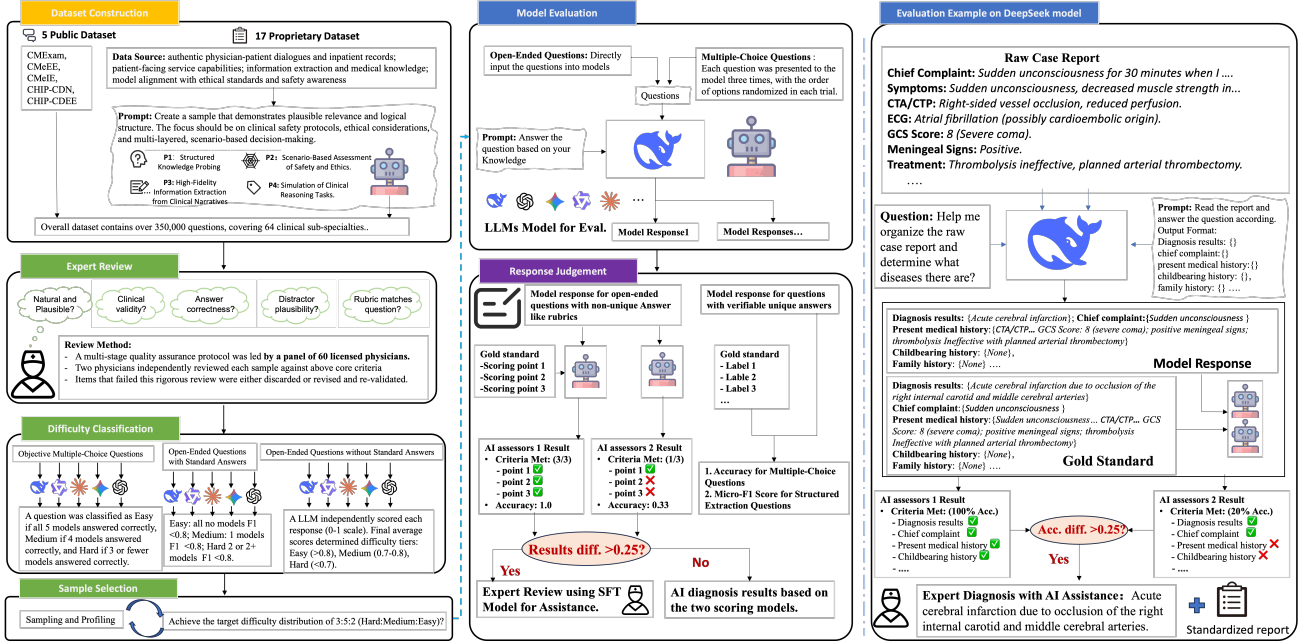 Dataset Construction
5 Public Dataset
17 Proprietary Dataset
CMExam,
CMeEE,
CMeIE,
CHIP-CDN,
CHIP-CDEE
Data Source: authentic physician-patient dialogues and inpatient records;
patient-facing service capabilities; information extraction and medical knowledge;
model alignment with ethical standards and safety awareness
Prompt: Create a sample that demonstrates plausible relevance and logical
structure. The focus should be on clinical safety protocols, ethical considerations,
and multi-layered, scenario-based decision-making.
P1: Structured
Knowledge Probing
P2: Scenario-Based Assessment
of Safety and Ethics.
P3: High-Fidelity
Information Extraction
from Clinical Narratives
P4: Simulation of Clinical
Reasoning Tasks.
Overall dataset contains over 350,000 questions, covering 64 clinical sub-specialties..
Expert Review
Natural and
Plausible?
Clinical
validity?
Answer
correctness?
Distractor
plausibility?
Rubric matches
question?
Review Method:
- A multi-stage quality assurance protocol was led by a panel of 60 licensed physicians.
- Two physicians independently reviewed each sample against above core criteria
- Items that failed this rigorous review were either discarded or revised and re-validated.
Difficulty Classification
Objective Multiple-Choice Questions
Open-Ended Questions
with Standard Answers
Open-Ended Questions without Standard Answers
A question was classified as Easy
if all 5 models answered correctly,
Medium if 4 models answered
correctly, and Hard if 3 or fewer
models answered correctly.
Easy: all no models F1
<0.8; Medium: 1 models
F1 <0.8; Hard 2 or 2+
models F1 <0.8.
A LLM independently scored each
response (0-1 scale). Final average
scores determined difficulty tiers:
Easy (>0.8), Medium (0.7-0.8),
Hard (<0.7).
Sample Selection
Sampling and Profiling
Achieve the target difficulty distribution of 3:5:2 (Hard:Medium:Easy)?
Model Evaluation
Open-Ended Questions: Directly
input the questions into models
Multiple-Choice Questions :
Each question was presented to the
model three times, with the order
of options randomized in each trial.
Questions
Prompt: Answer the
question based on your
Knowledge
...
LLMs Model for Eval.
Model Response1
Model Responses...
Response Judgement
Model response for open-ended
questions with non-unique Answer
like rubrics
Model response for questions
with verifiable unique answers
Gold standard
-Scoring point 1
-Scoring point 2
-Scoring point 3
Gold standard
- Label 1
- Lable 2
- Label 3
...
AI assessors 1 Result
• Criteria Met: (3/3)
- point 1
- point 2
- point 3
• Accuracy: 1.0
AI assessors 2 Result
• Criteria Met: (1/3)
- point 1
- point 2
- point 3
• Accuracy: 0.33
1. Accuracy for Multiple-Choice
Questions
2. Micro-F1 Score for Structured
Extraction Questions
Results diff. >0.25?
Yes
No
Expert Review using SFT
Model for Assistance.
AI diagnosis results based on
the two scoring models.
Evaluation Example on DeepSeek model
Raw Case Report
Chief Complaint: Sudden unconsciousness for 30 minutes when I ....
Symptoms: Sudden unconsciousness, decreased muscle strength in...
CTA/CTP: Right-sided vessel occlusion, reduced perfusion.
ECG: Atrial fibrillation (possibly cardioembolic origin).
GCS Score: 8 (Severe coma).
Meningeal Signs: Positive.
Treatment: Thrombolysis ineffective, planned arterial thrombectomy.
....
Question: Help me
organize the raw
case report and
determine what
diseases there are?
Prompt: Read the report and
answer the question according.
Output Format:
Diagnosis results: {}
chief complaint:{}
present medical history:{}
childbearing history: {},
family history: {} ....
Diagnosis results: {Acute cerebral infarction}; Chief complaint:{Sudden unconsciousness }
Present medical history:{CTA/CTP... GCS Score: 8 (severe coma); positive meningeal signs;
thrombolysis Ineffective with planned arterial thrombectomy}
Childbearing history: {None},
Family history: {None} ....
Model Response
Diagnosis results: {Acute cerebral infarction due to occlusion of the
right internal carotid and middle cerebral arteries}
Chief complaint:{Sudden unconsciousness }
Present medical history:{Sudden unconsciousness... CTA/CTP... GCS
Score: 8 (severe coma); positive meningeal signs; thrombolysis
Ineffective with planned arterial thrombectomy}
Childbearing history: {None},
Family history: {None} ....
Gold Standard
AI assessors 1 Result
• Criteria Met: (100% Acc.)
- Diagnosis results
- Chief complaint
- Present medical history
- Childbearing history
- ....
Acc. diff. >0.25?
Yes
AI assessors 2 Result
• Criteria Met: (20% Acc.)
- Diagnosis results
- Chief complaint
- Present medical history
- Childbearing history
- ....
Expert Diagnosis with AI Assistance: Acute
cerebral infarction due to occlusion of the right
internal carotid and middle cerebral arteries.
Standardized report